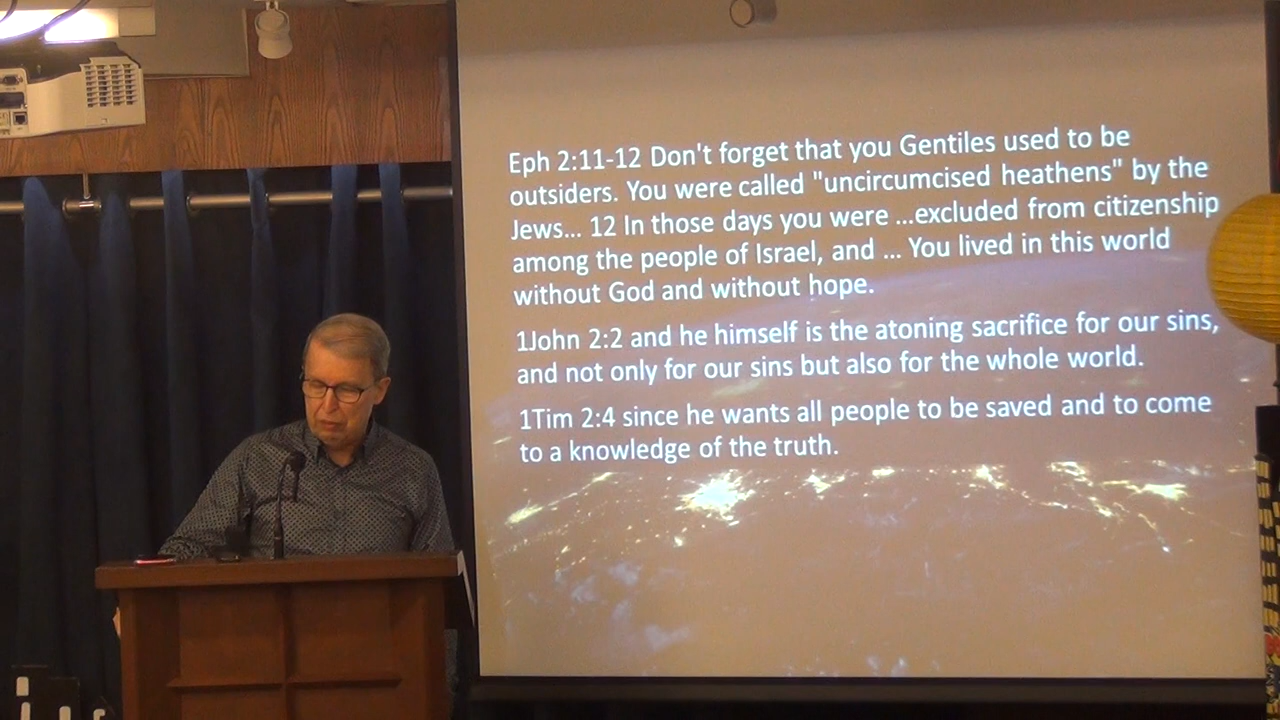 Eph 2:11-12 Don't forget that you Gentiles used to be
outsiders. You were called "uncircumcised heathens" by the
Jews... 12 In those days you were ...excluded from citizenship
among the people of Israel, and ... You lived in this world
without God and without hope.
1John 2:2 and he himself is the atoning sacrifice for our sins,
and not only for our sins but also for the whole world.
1Tim 2:4 since he wants all people to be saved and to come
to a knowledge of the truth.